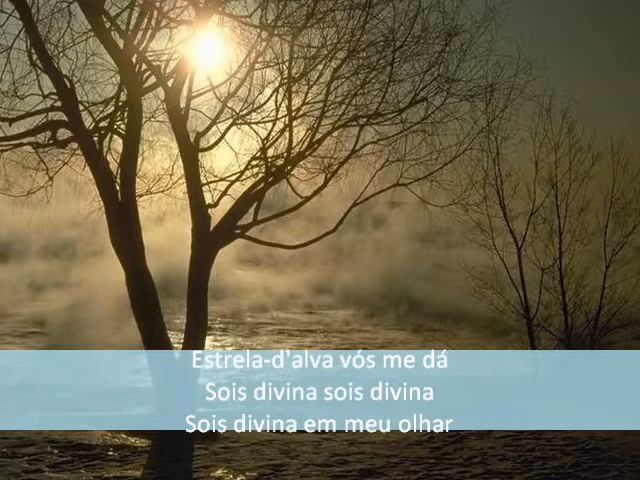 Estrela-d'alva vós me dá
Sois divina sois divina
Sois divina em meu olhar